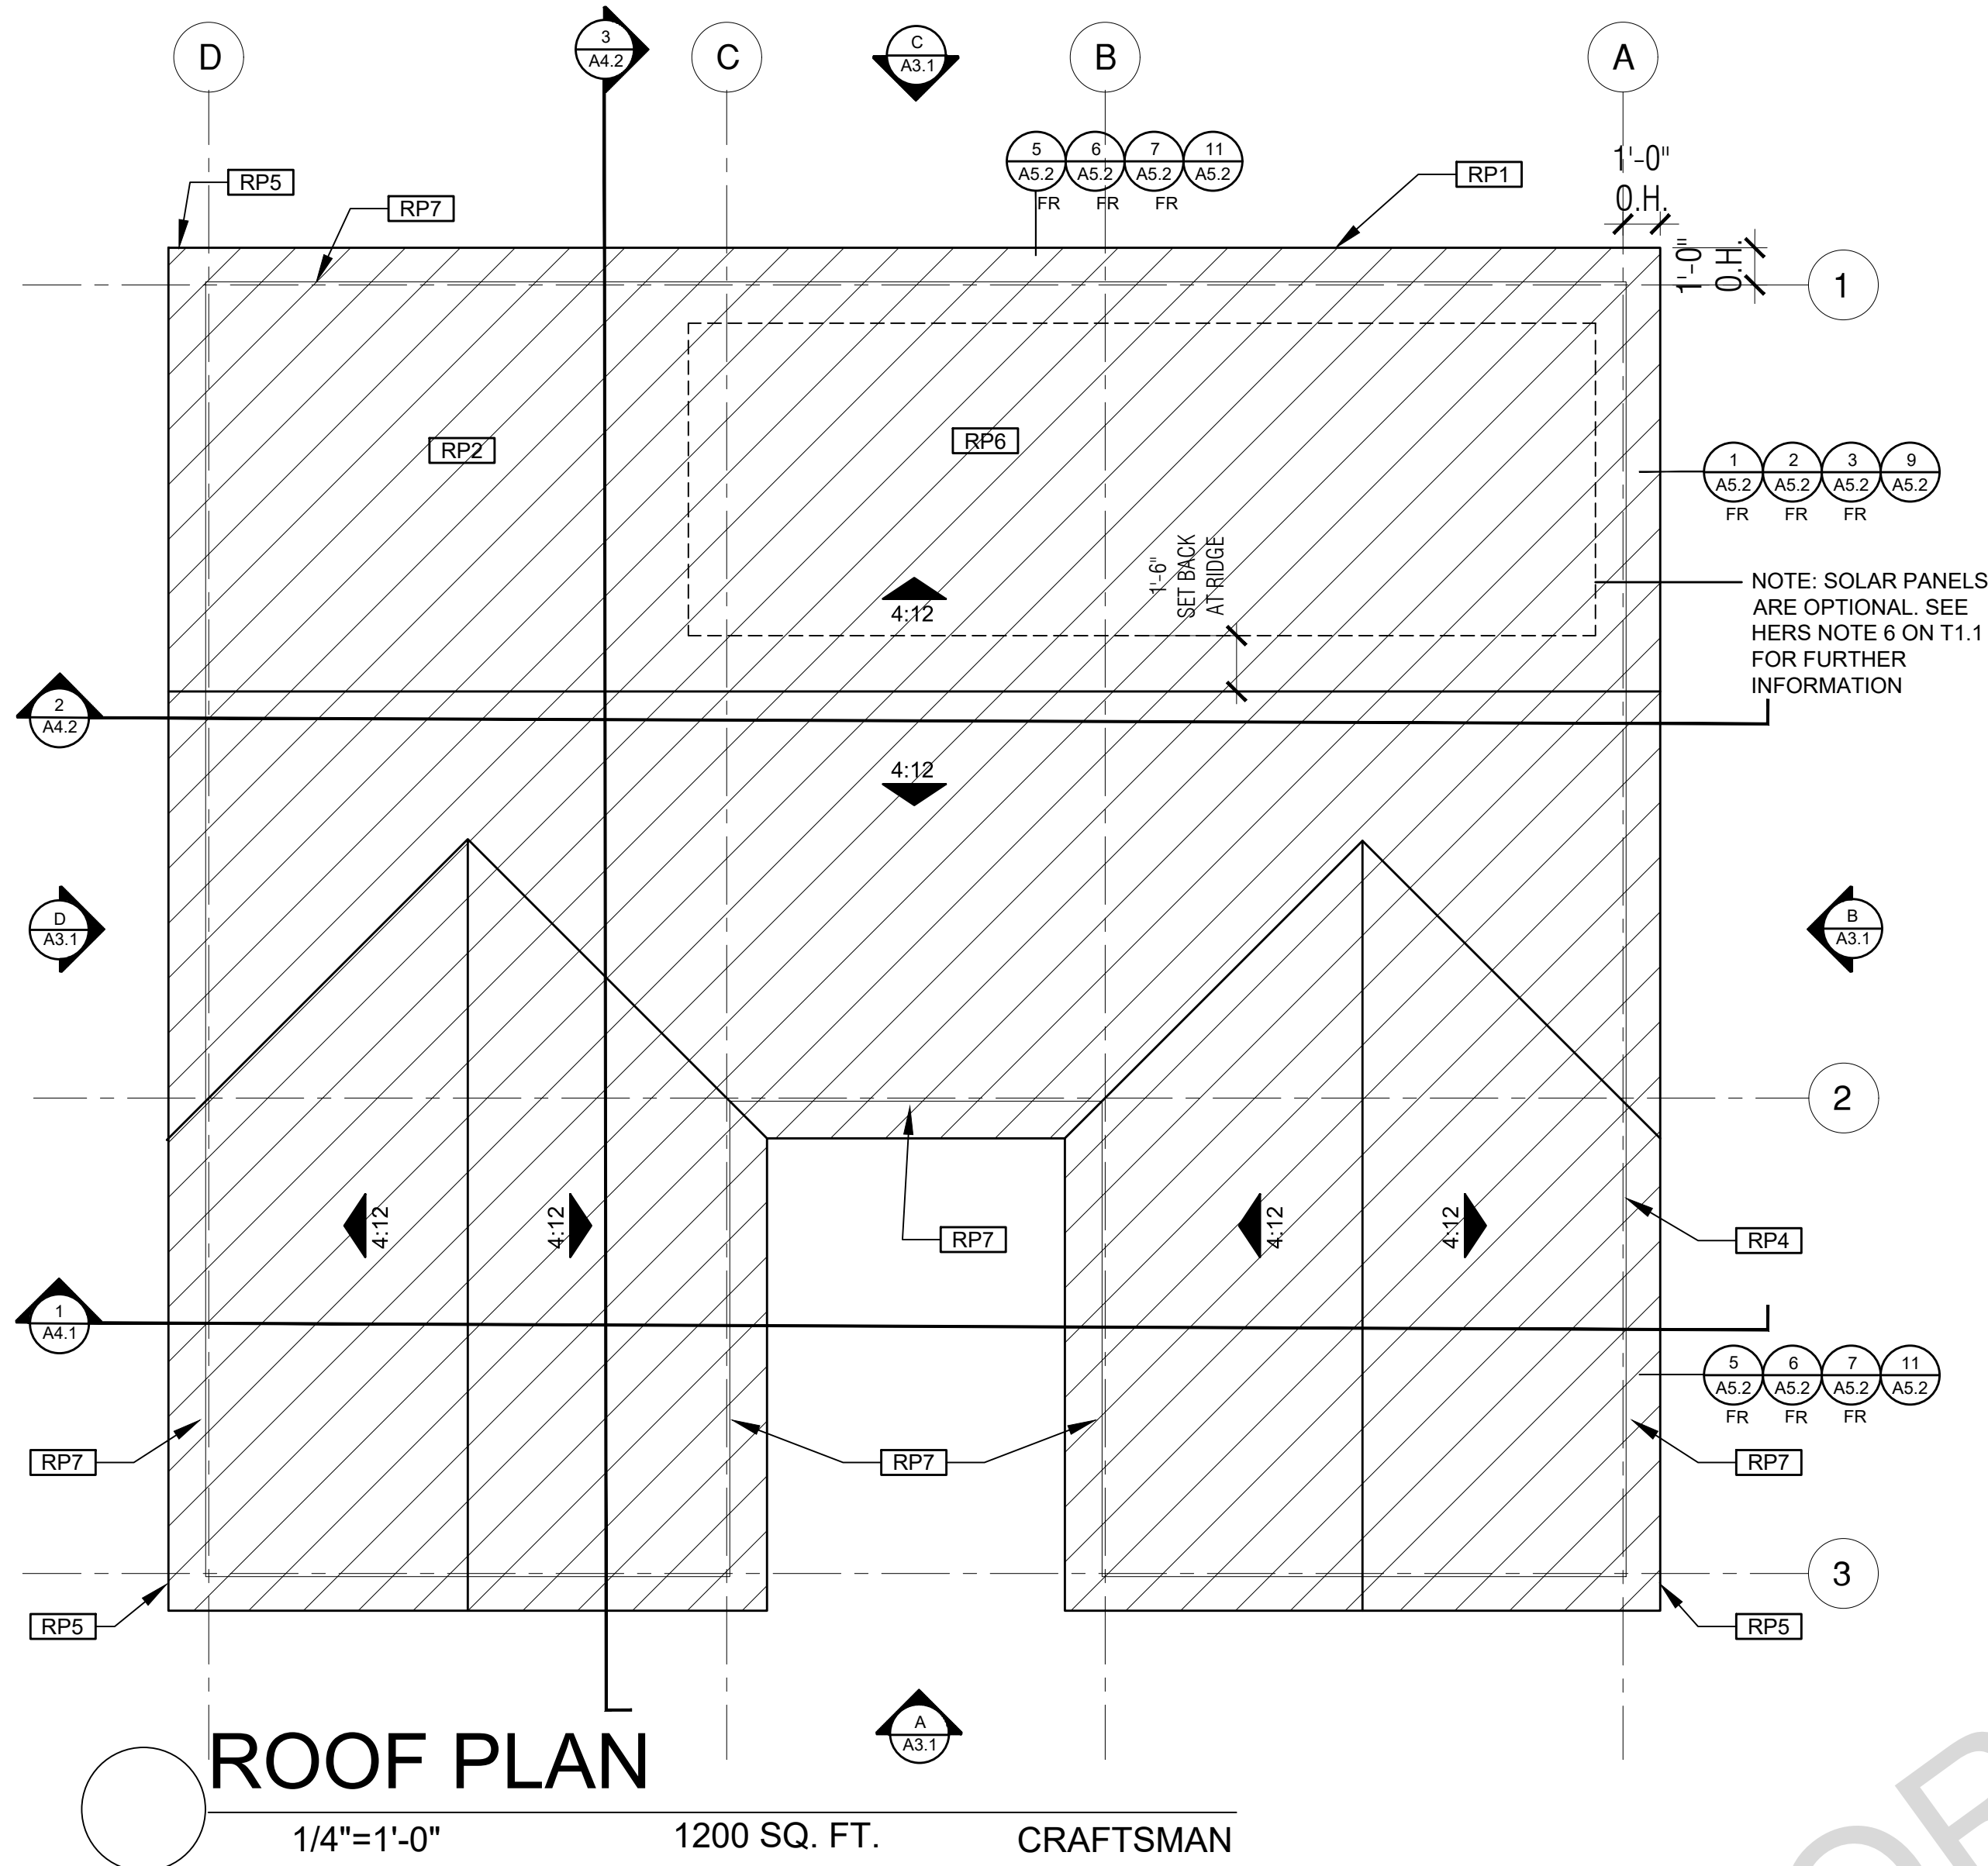 D
3
A4.2
C
C
A3.1
B
A
5 6 7 11
A5.2 A5.2 A5.2 A5.2
FR FR FR
RP1
1'-0"
O.H.
RP5
RP7
1'-0"
O.H.
1
RP2
RP6
1 2 3 9
A5.2 A5.2 A5.2 A5.2
FR FR FR
1'-6"
SET BACK
AT RIDGE
4:12
NOTE: SOLAR PANELS
ARE OPTIONAL. SEE
HERS NOTE 6 ON T1.1
FOR FURTHER
INFORMATION
2
A4.2
4:12
D
A3.1
B
A3.1
2
4:12
4:12
4:12
4:12
RP7
RP4
1
A4.1
5 6 7 11
A5.2 A5.2 A5.2 A5.2
FR FR FR
RP7
RP7
RP7
3
RP5
RP5
A
A3.1
ROOF PLAN
1/4"=1'-0" 1200 SQ. FT. CRAFTSMAN